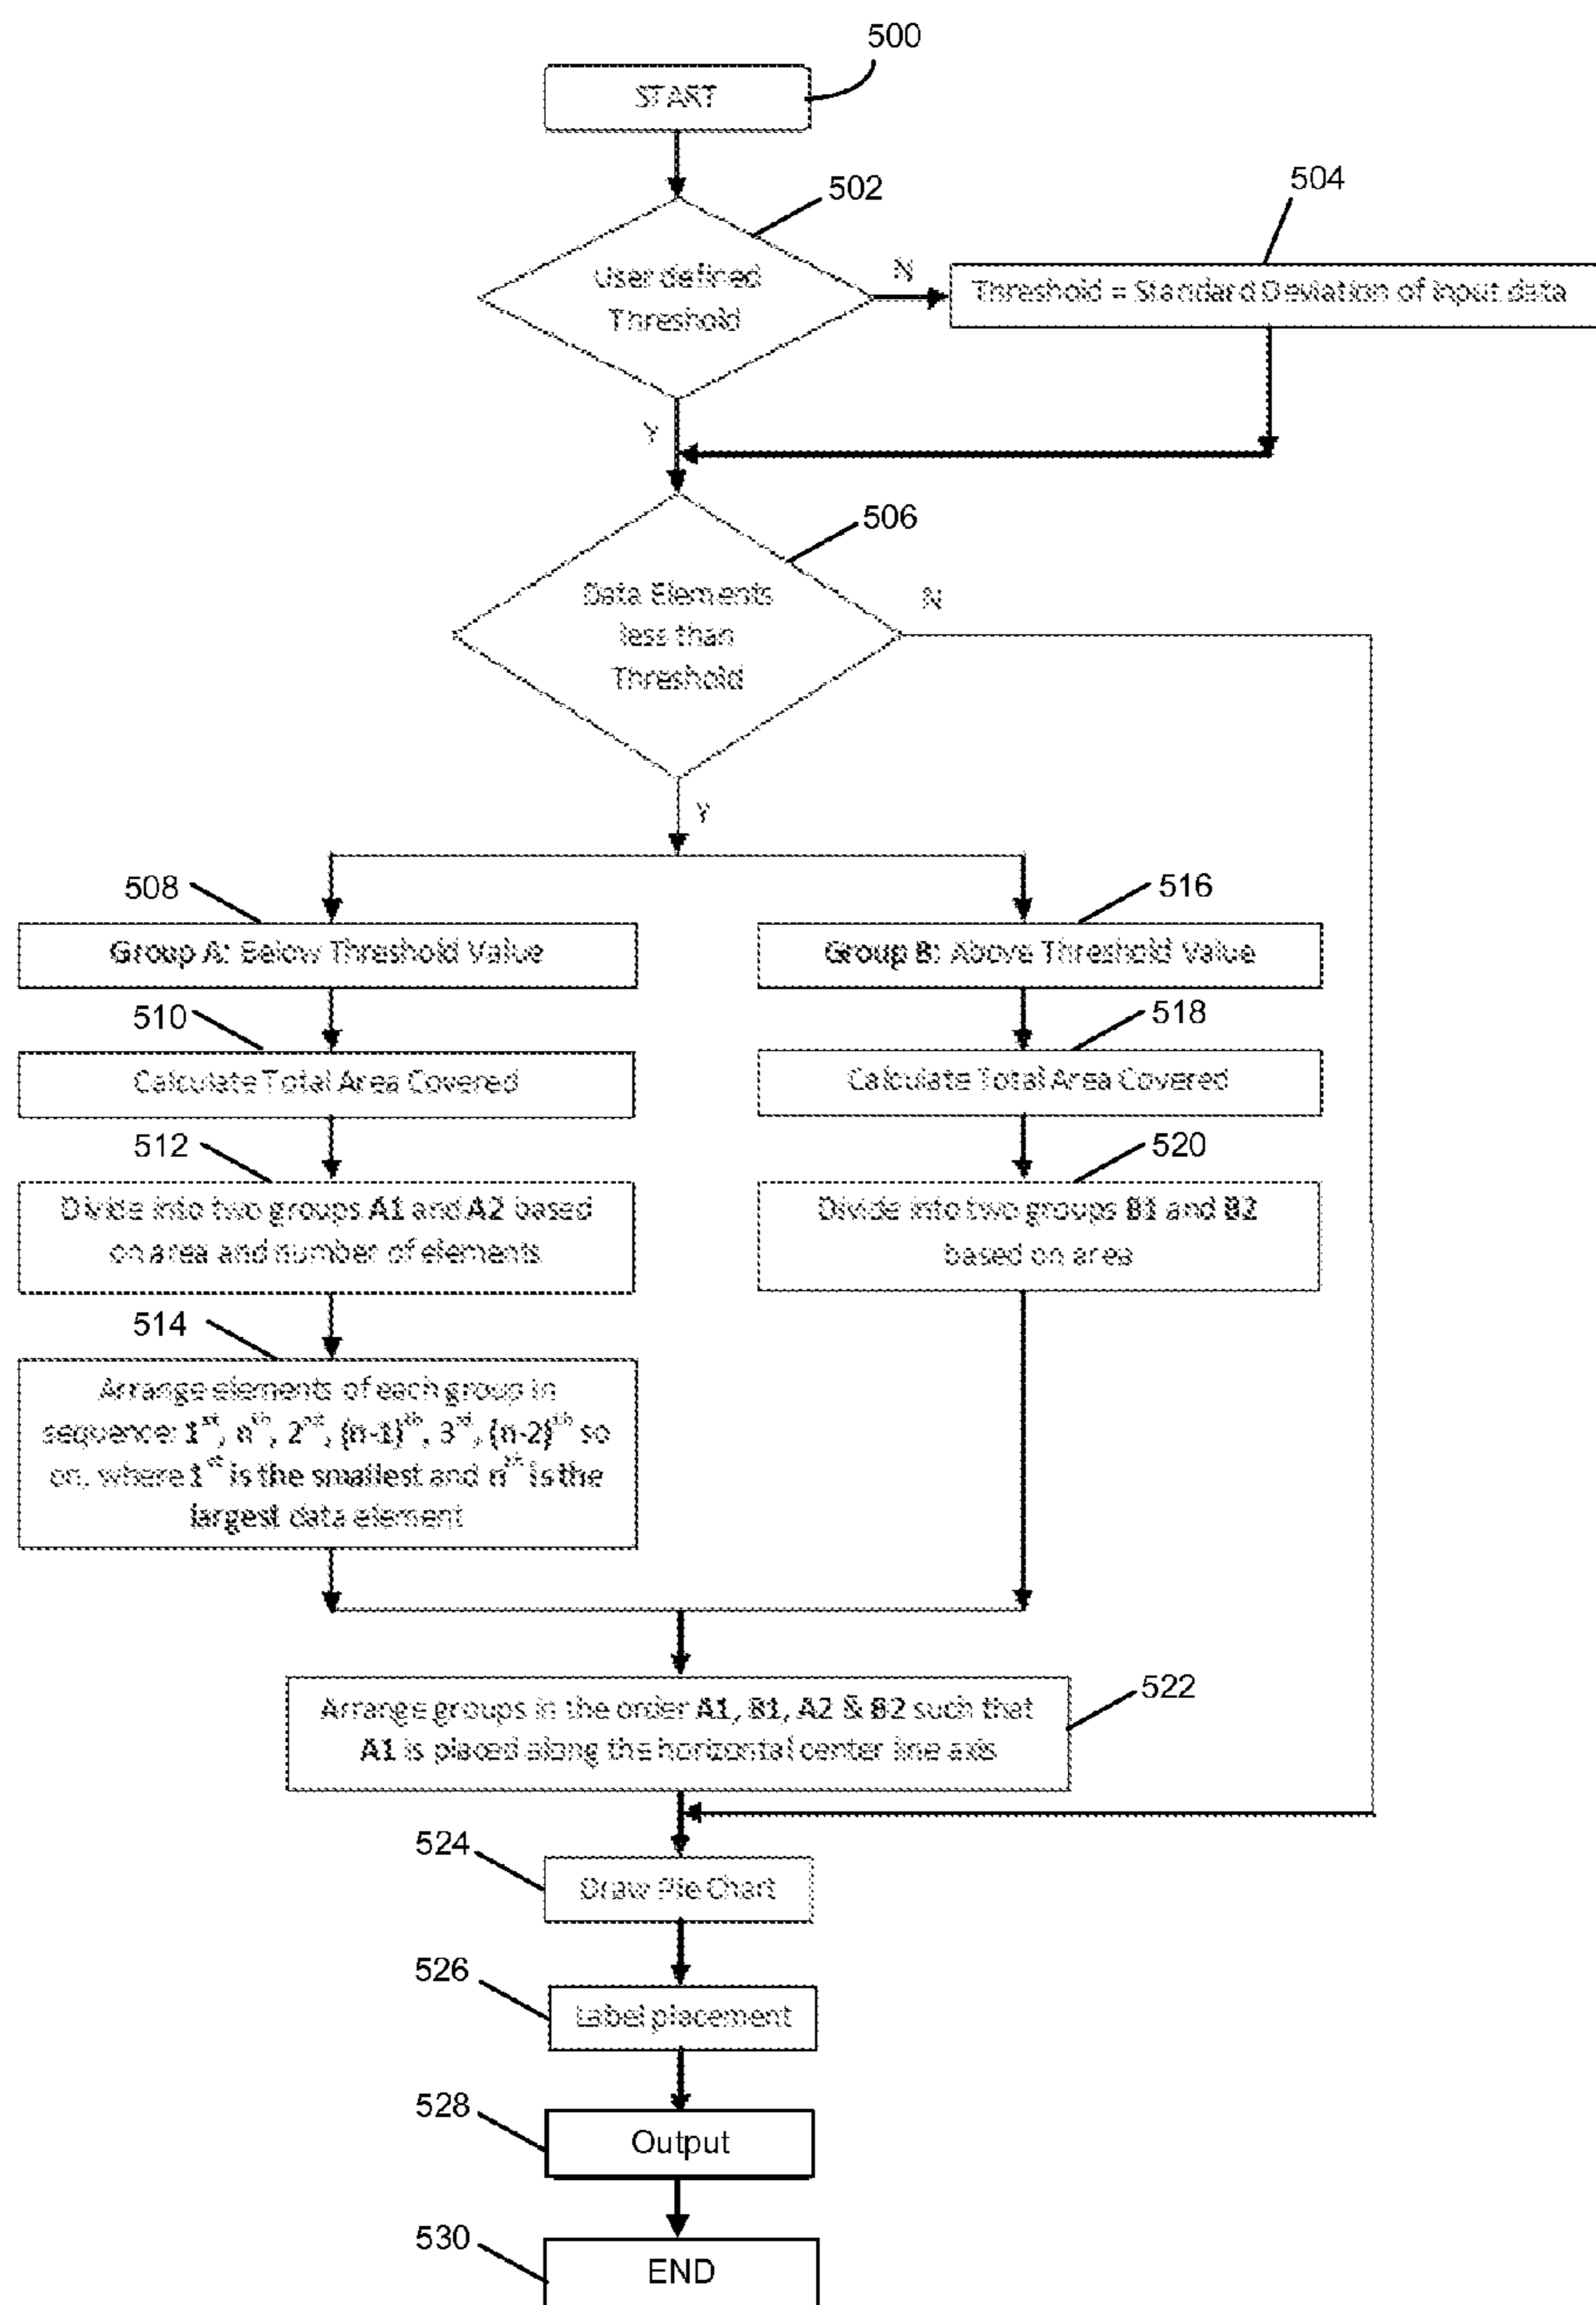 500
START
502
504
User defined
Threshold
N
Threshold = Standard Deviation of input data
Y
506
Data Elements
less than
Threshold
N
Y
508
516
Group A: Below Threshold Value
Group B: Above Threshold Value
510
518
Calculate Total Area Covered
Calculate Total Area Covered
512
520
Divide into two groups A1 and A2 based
on area and number of elements
Divide into two groups B1 and B2
based on area
514
Arrange elements of each group in
sequence: 1st, nth, 2nd, (n-1)th, 3rd, (n-2)th so
on, where 1st is the smallest and nth is the
largest data element
522
Arrange groups in the order A1, B1, A2 & B2 such that
A1 is placed along the horizontal center line axis
524
Draw Pie Chart
526
Label placement
528
Output
530
END